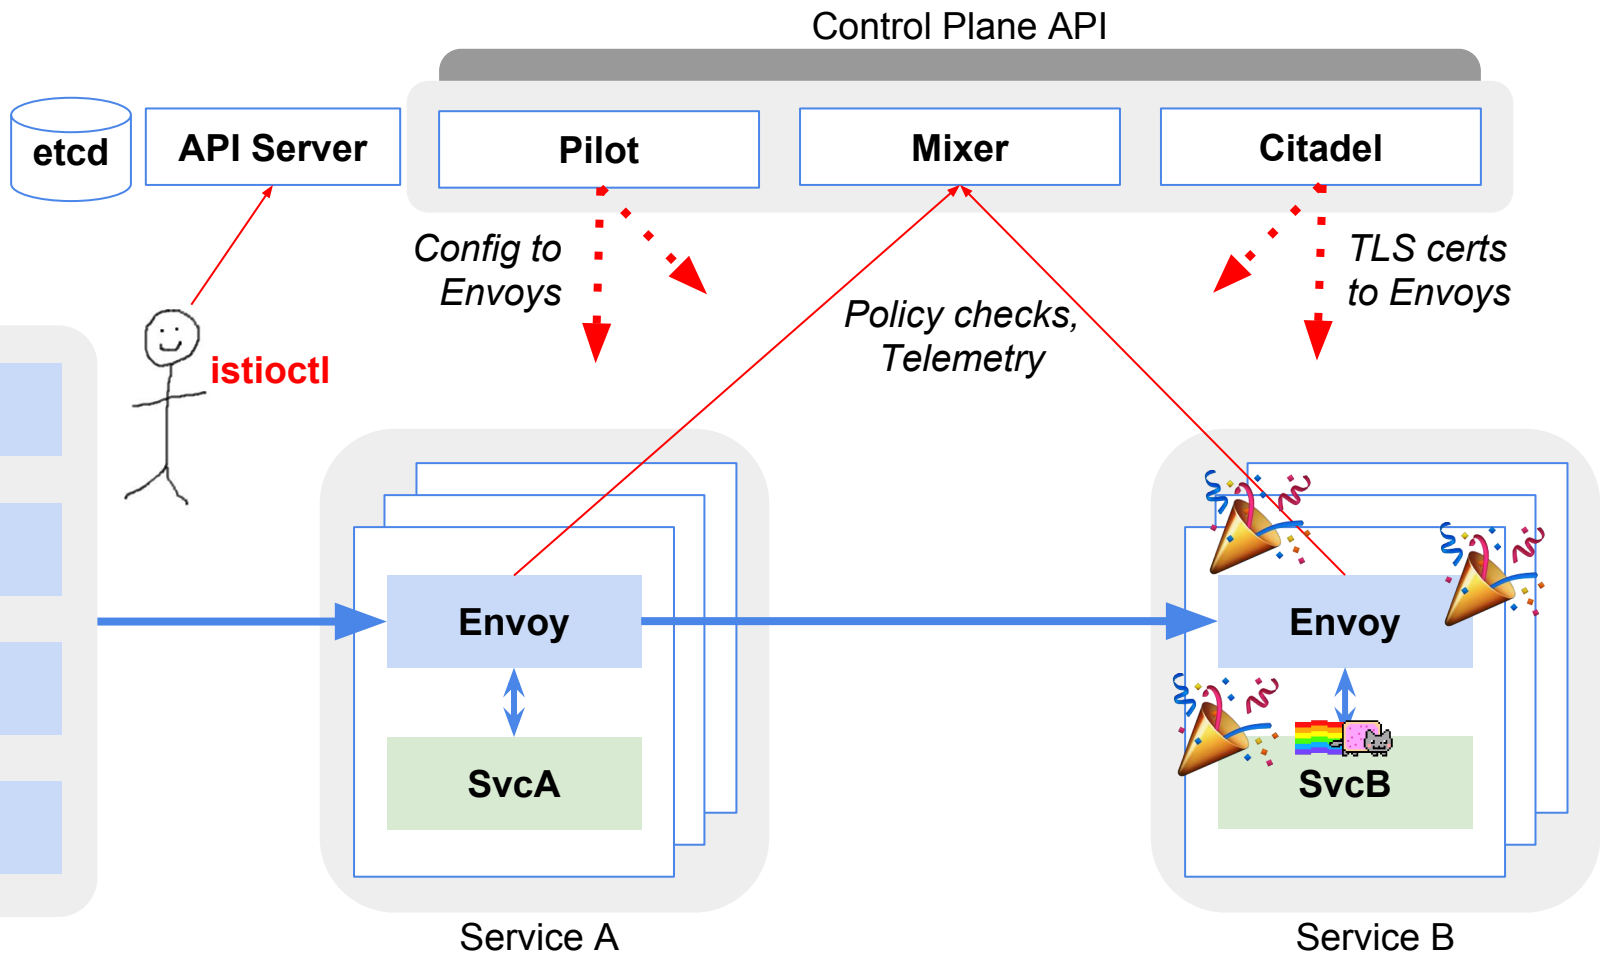 Control Plane API
etcd
API Server
Pilot
Mixer
Citadel
Config to
Envoys
TLS certs
to Envoys
Policy checks,
Telemetry
istioctl
Envoy
Envoy
SvcA
SvcB
Service A
Service B